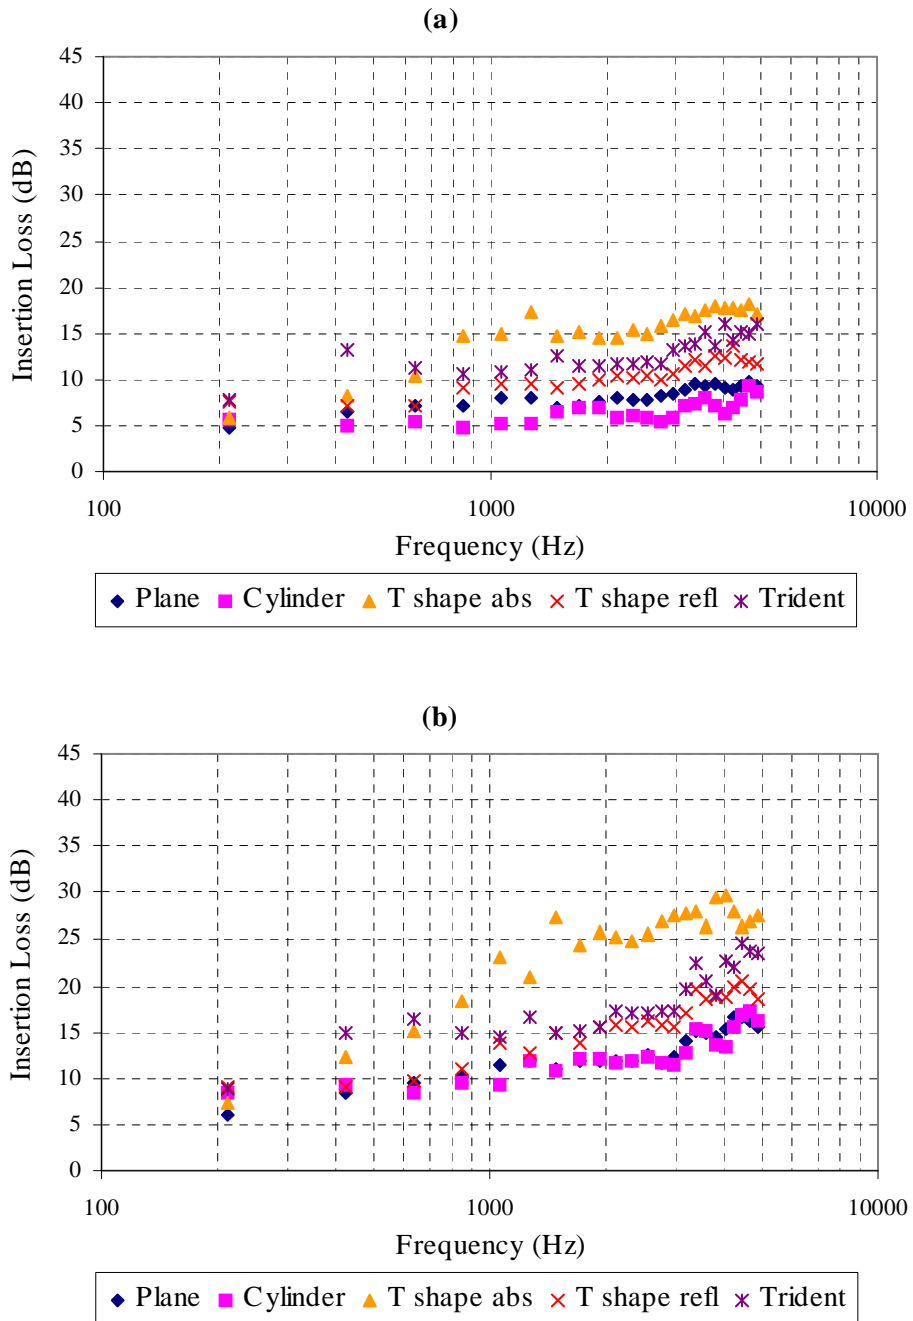 (a)
45
40
35
30
25
20
15
10
5
0
Insertion Loss (dB)
100 1000 10000
Frequency (Hz)
Plane Cylinder T shape abs T shape refl Trident
(b)
45
40
35
30
25
20
15
10
5
0
Insertion Loss (dB)
100 1000 10000
Frequency (Hz)
Plane Cylinder T shape abs T shape refl Trident